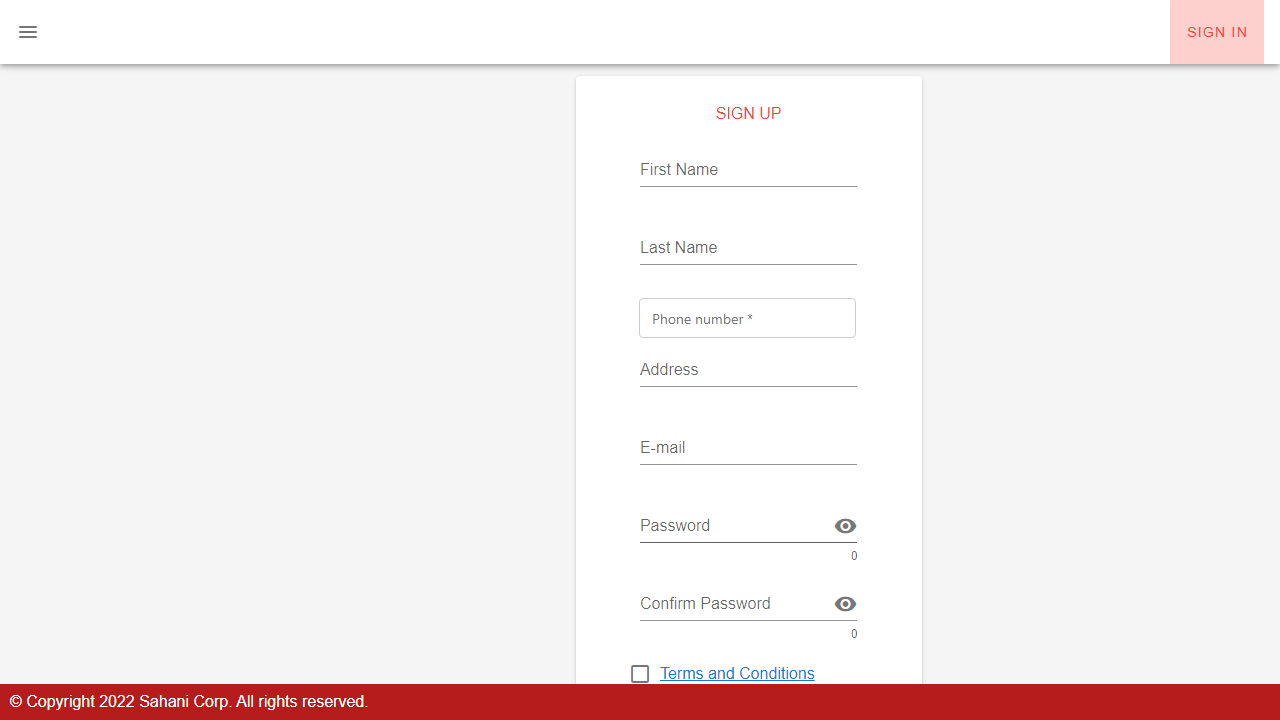 SIGN IN
SIGN UP
First Name
Last Name
Phone number *
Address
E-mail
Password
0
Confirm Password
0
Terms and Conditions
© Copyright 2022 Sahani Corp. All rights reserved.